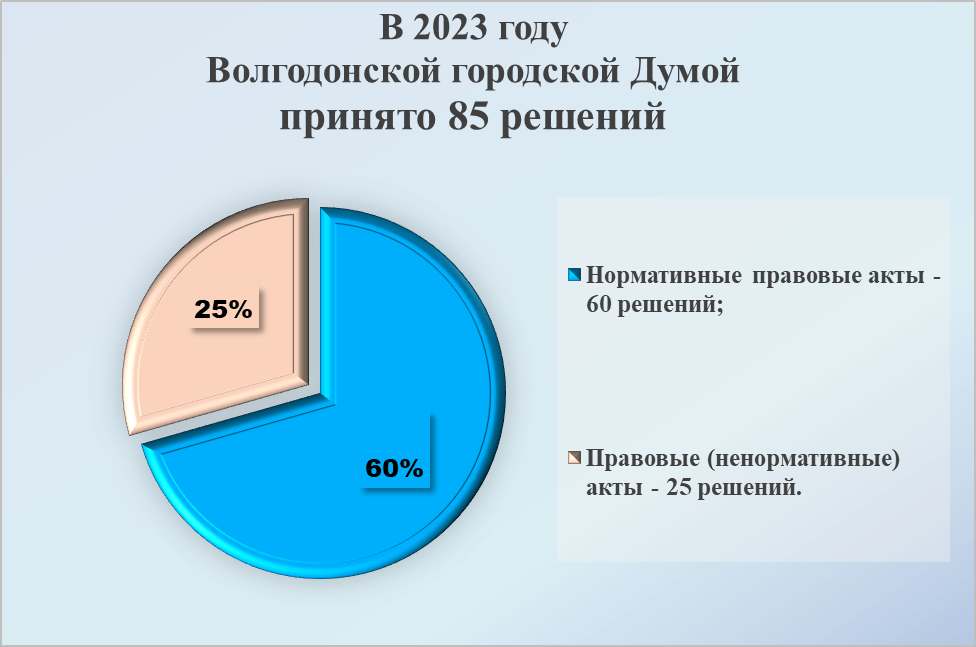 В 2023 году
Волгодонской городской Думой
принято 85 решений
25%
60%
Нормативные правовые акты -
60 решений;
Правовые (ненормативные)
акты - 25 решений.